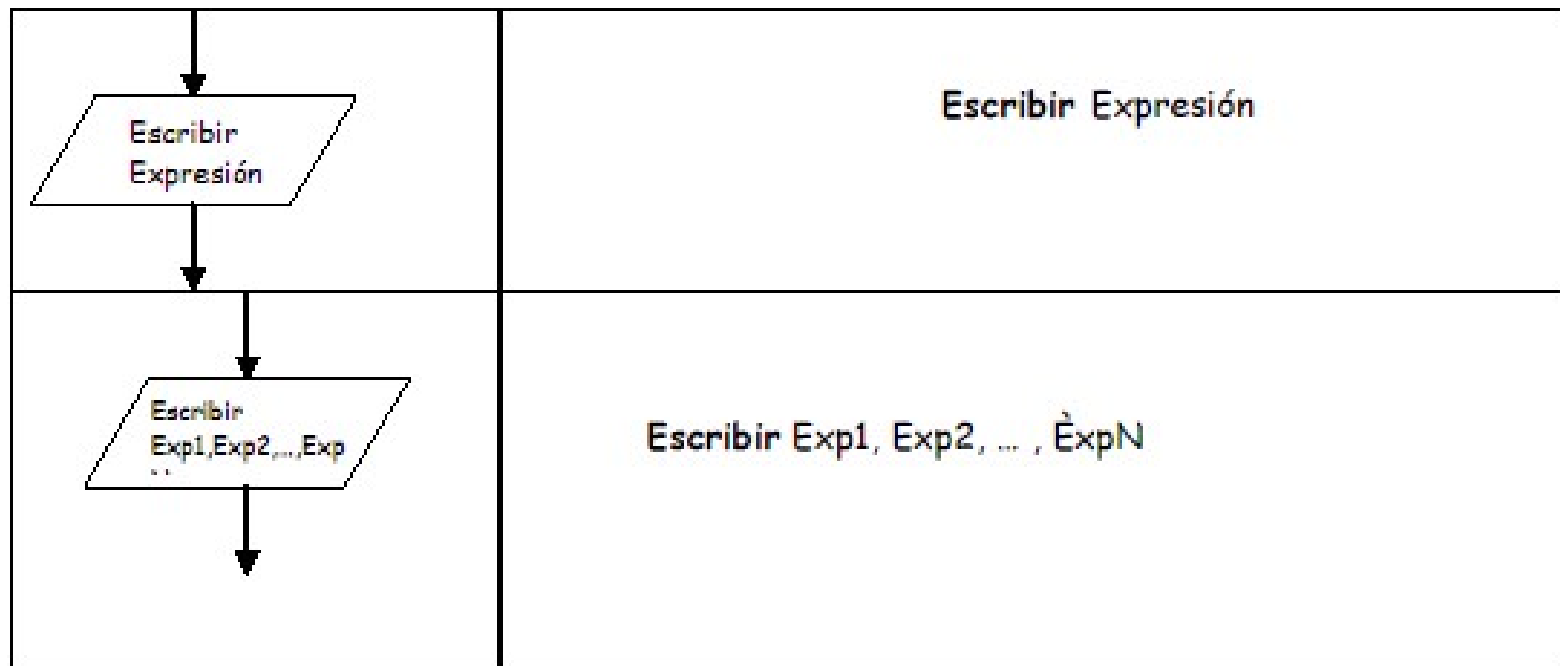 Escribir
Expresión
Escribir Expresión
Escribir
Exp1,Exp2,...,Exp
Escribir Exp1, Exp2, ... , ÈxpN